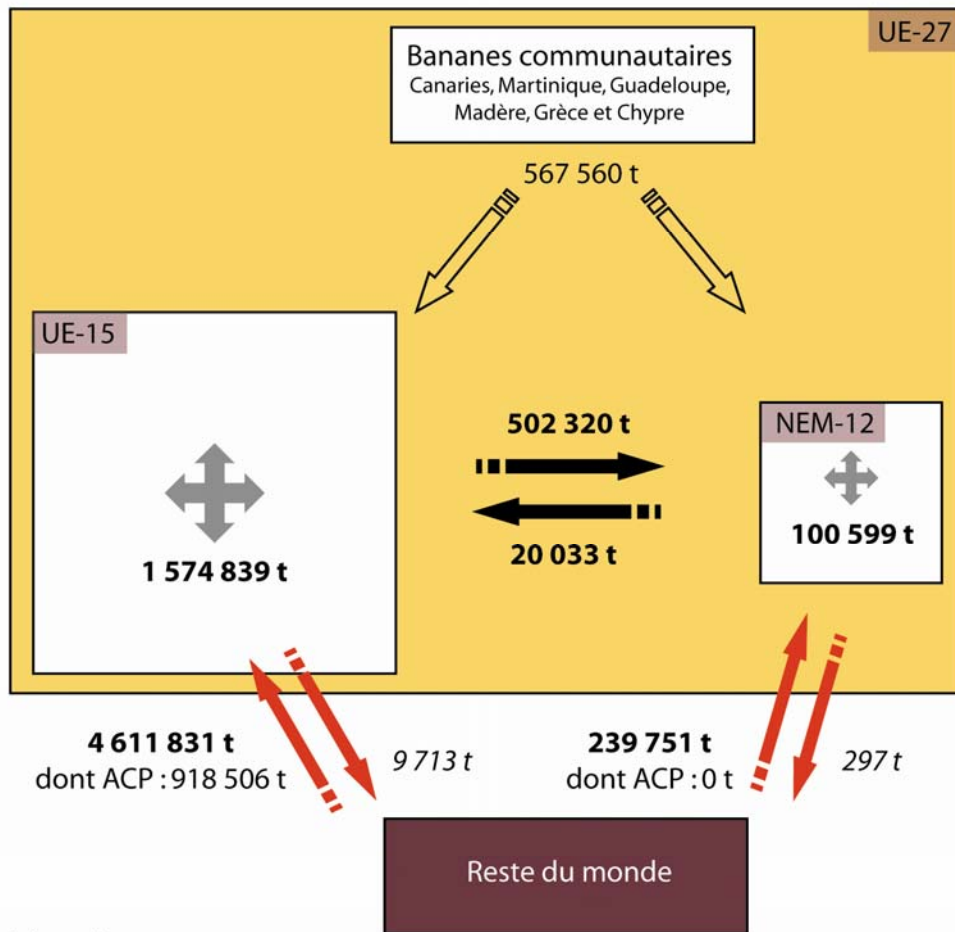 UE-27
Bananes communautaires
Canaries, Martinique, Guadeloupe,
Madère, Grèce et Chypre
567 560 t
UE-15
1 574 839 t
502 320 t
20 033 t
NEM-12
100 599 t
4 611 831 t
dont ACP : 918 506 t
9 713 t
239 751 t
dont ACP : 0 t
297 t
Reste du monde